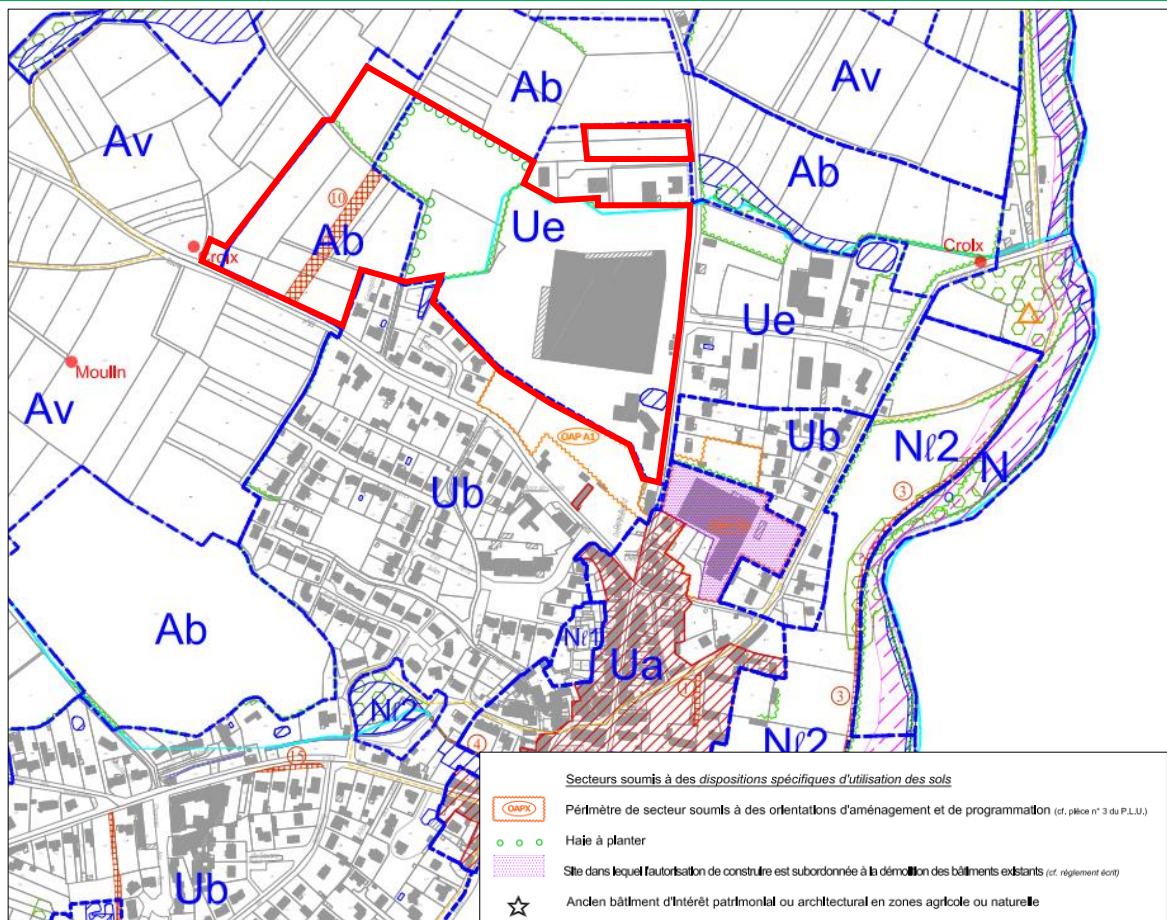 Ab
Av
Av
Ab
10
Ab
Croix
Ue
Croix
Ue
Moulin
Av
OAP A1
Ub
Ub
Nℓ2
N
3
Ab
Nℓ1
Ua
1
3
Nℓ2
Nℓ2
4
15
Ub
Secteurs soumis à des dispositions spécifiques d'utilisation des sols
OAPX
Périmètre de secteur soumis à des orientations d'aménagement et de programmation (cf. pièce n° 3 du P.L.U.)
Haie à planter
Site dans lequel l'autorisation de construire est subordonnée à la démolition des bâtiments existants (cf. règlement écrit)
Ancien bâtiment d'intérêt patrimonial ou architectural en zones agricole ou naturelle